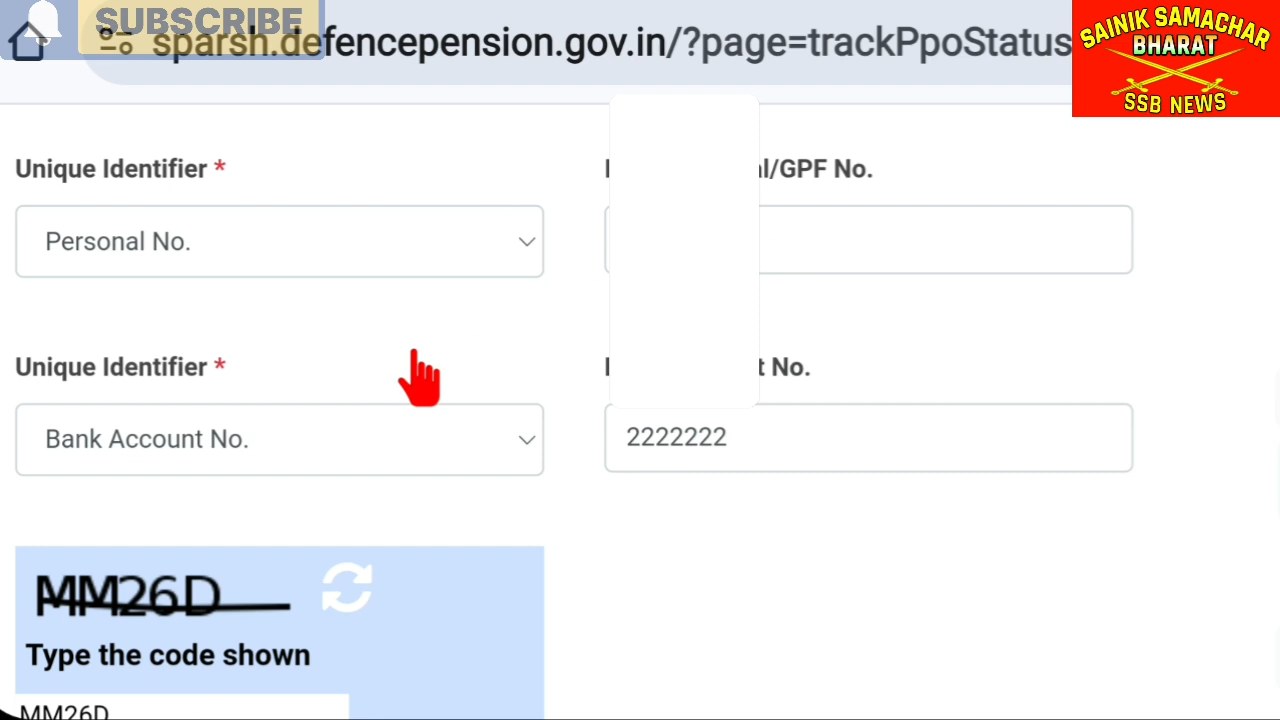 SUBSCRIBE
sparsh.defencepension.gov.in/?page=trackPpoStatus
SAINIK SAMACHAR
BHARAT
SSB NEWS
Unique Identifier *
/GPF No.
Personal No.
Unique Identifier *
No.
Bank Account No.
2222222
MM26D
Type the code shown
MM26D